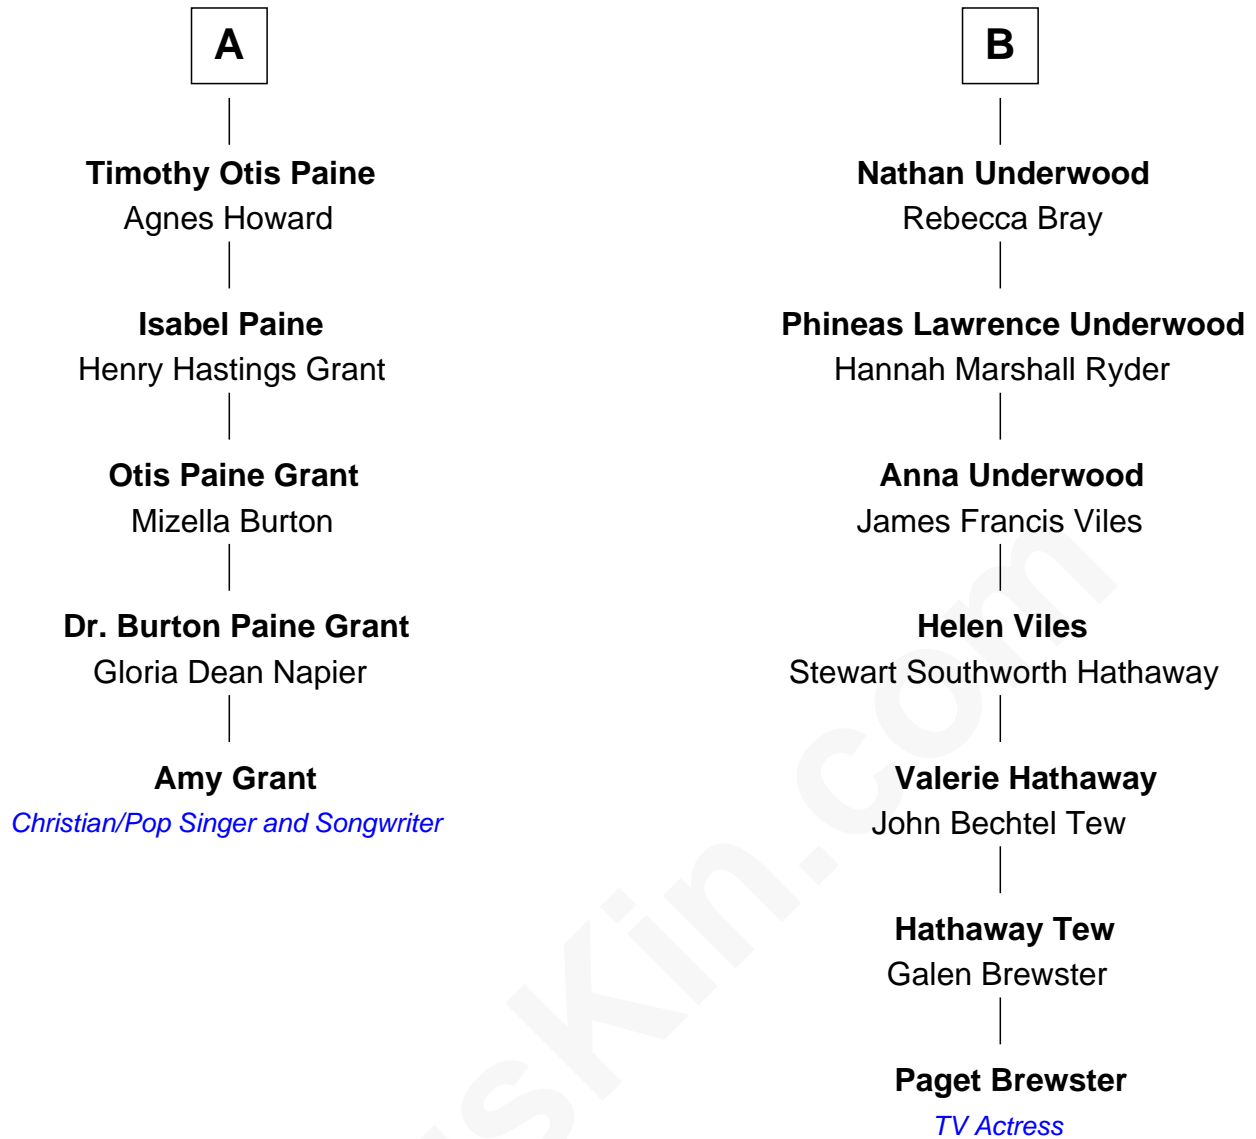 A
Timothy Otis Paine
Agnes Howard
Isabel Paine
Henry Hastings Grant
Otis Paine Grant
Mizella Burton
Dr. Burton Paine Grant
Gloria Dean Napier
Amy Grant
Christian/Pop Singer and Songwriter
B
Nathan Underwood
Rebecca Bray
Phineas Lawrence Underwood
Hannah Marshall Ryder
Anna Underwood
James Francis Viles
Helen Viles
Stewart Southworth Hathaway
Valerie Hathaway
John Bechtel Tew
Hathaway Tew
Galen Brewster
Paget Brewster
TV Actress
sKin.com